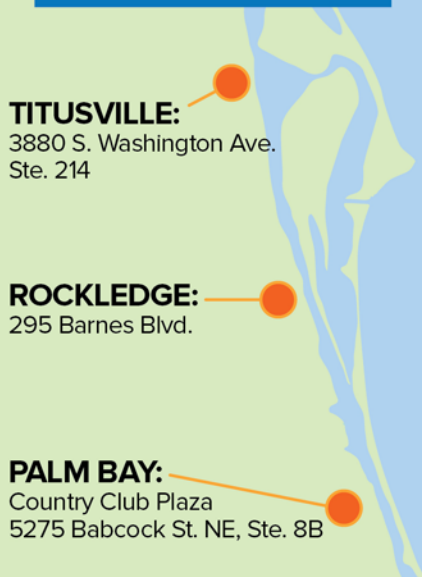 TITUSVILLE:
3880 S. Washington Ave.
Ste. 214
ROCKLEDGE:
295 Barnes Blvd.
PALM BAY:
Country Club Plaza
5275 Babcock St. NE, Ste. 8B